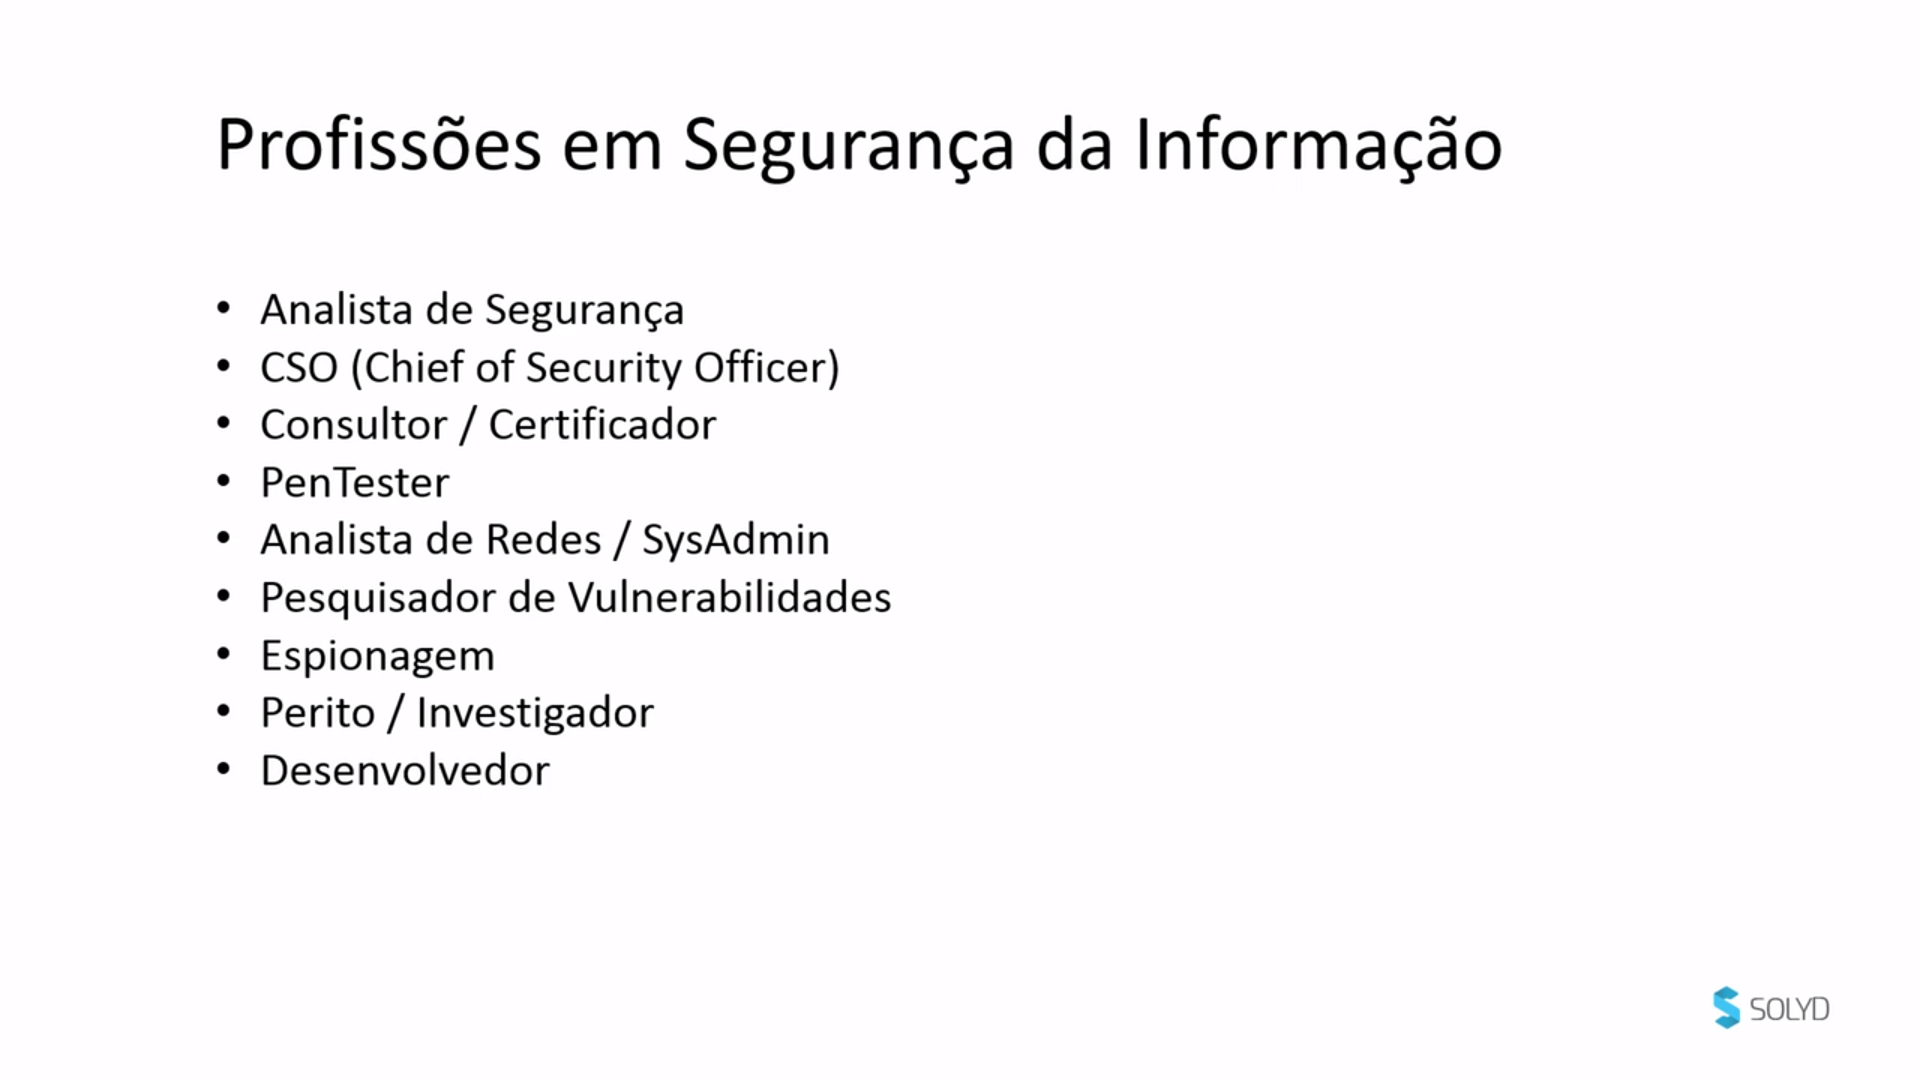 Profissões em Segurança da Informação
• Analista de Segurança
• CSO (Chief of Security Officer)
• Consultor / Certificador
• PenTester
• Analista de Redes / SysAdmin
• Pesquisador de Vulnerabilidades
• Espionagem
• Perito / Investigador
• Desenvolvedor
SOLYD